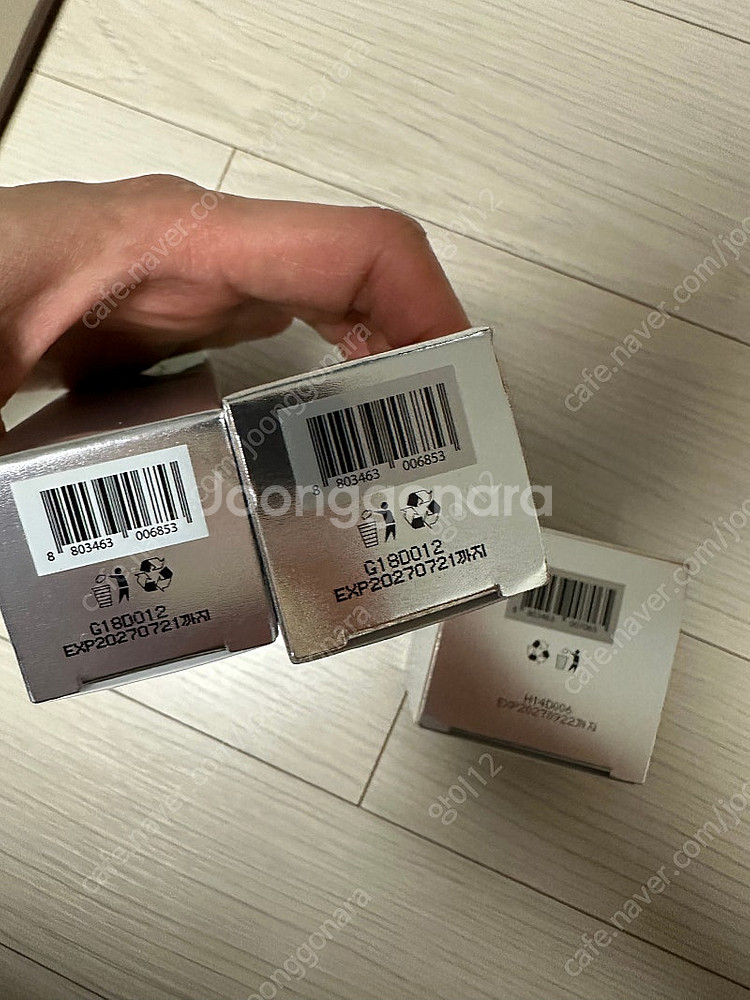 8 803463 006853
G18D012
EXP20270721까지
8 803463 006853
G18D012
EXP20270721까지
H14D006
EXP20270922까지
Joonggonara
cafe.naver.com/joonggonara